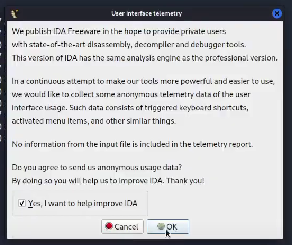 User interface telemetry
We publish IDA Freeware in the hope to provide private users
with state-of-the-art disassembly, decompiler and debugger tools.
This version of IDA has the same analysis engine as the professional version.
In a continuous attempt to make our tools more powerful and easier to use,
we would like to collect some anonymous telemetry data of the user
interface usage. Such data consists of triggered keyboard shortcuts,
activated menu items, and other similar things.
No information from the input file is included in the telemetry report.
Do you agree to send us anonymous usage data?
By doing so you will help us to improve IDA. Thank you!
Yes, I want to help improve IDA
Cancel
OK